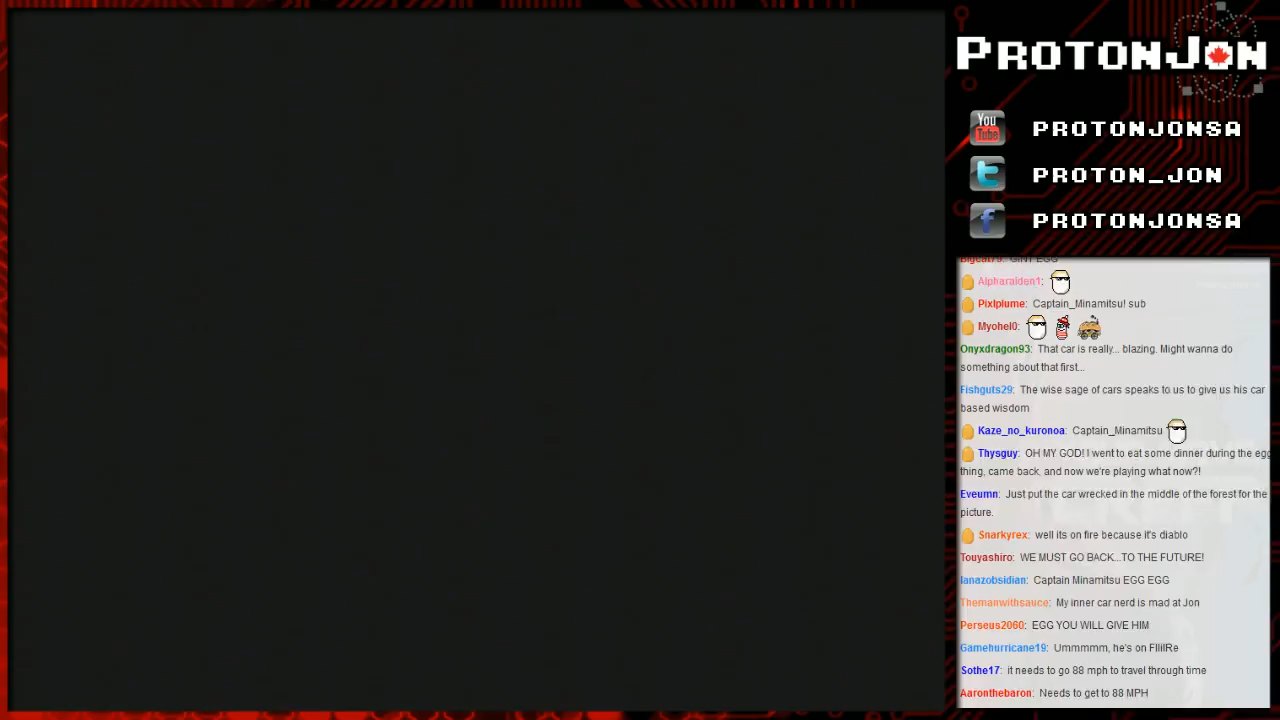 PROTONJON
You Tube PROTONJONSA
PROTON_JON
PROTONJONSA
Bigcat79: GINT EGG
Alpharaiden1:
Pixlplume: Captain_Minamitsu! sub
Myohel0:
Onyxdragon93: That car is really... blazing. Might wanna do
something about that first...
Fishguts29: The wise sage of cars speaks to us to give us his car
based wisdom
Kaze_no_kuronoa: Captain_Minamitsu
Thysguy: OH MY GOD! I went to eat some dinner during the egg
thing, came back, and now we're playing what now?!
Eveumn: Just put the car wrecked in the middle of the forest for the
picture.
Snarkyrex: well its on fire because it's diablo
Touyashiro: WE MUST GO BACK...TO THE FUTURE!
Ianazobsidian: Captain Minamitsu EGG EGG
Themanwithsauce: My inner car nerd is mad at Jon
Perseus2060: EGG YOU WILL GIVE HIM
Gamehurricane19: Ummmmm, he's on FIIIIRe
Sothe17: it needs to go 88 mph to travel through time
Aaronthebaron: Needs to get to 88 MPH